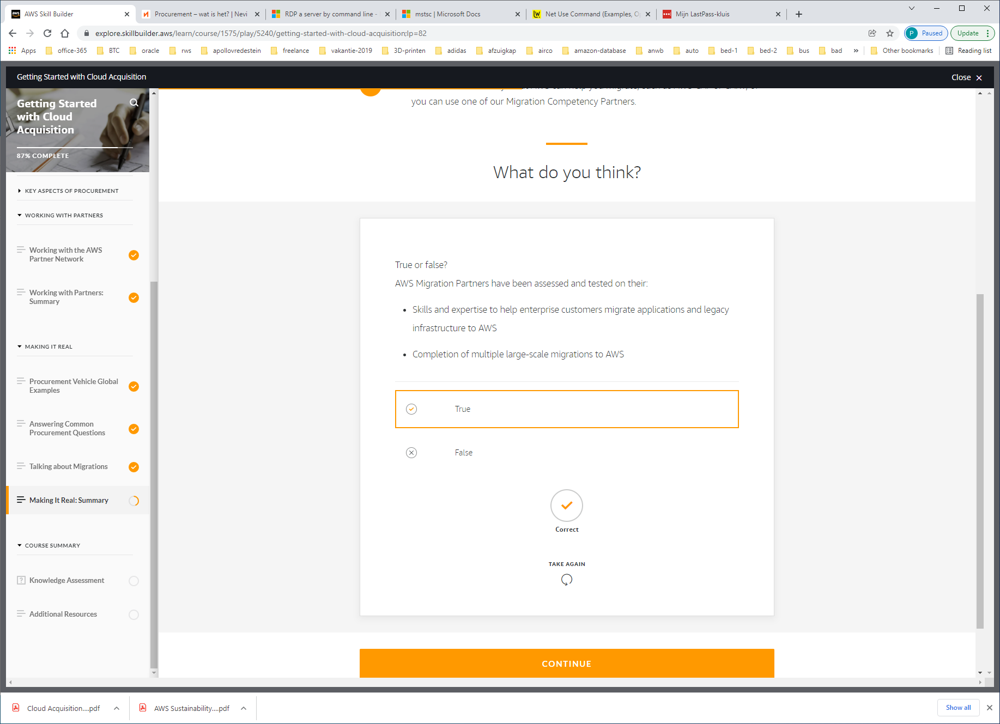 AWS Skill Builder
Procurement – wat is het? | Nevi
RDP a server by command line -
mstsc | Microsoft Docs
Net Use Command (Examples, O
Mijn LastPass-kluis
explore.skillbuilder.aws/learn/course/1575/play/5240/getting-started-with-cloud-acquisition;lp=82
P Paused
Update
Apps office-365 BTC oracle rws apollovredestein freelance vakantie-2019 3D-printen adidas afzuigkap airco amazon-database anwb auto bed-1 bed-2 bus bad » Other bookmarks Reading list
Getting Started with Cloud Acquisition
Close
Getting Started
with Cloud
Acquisition
87% COMPLETE
KEY ASPECTS OF PROCUREMENT
WORKING WITH PARTNERS
Working with the AWS
Partner Network
Working with Partners:
Summary
MAKING IT REAL
Procurement Vehicle Global
Examples
Answering Common
Procurement Questions
Talking about Migrations
Making It Real: Summary
COURSE SUMMARY
Knowledge Assessment
Additional Resources
you can use one of our Migration Competency Partners.
What do you think?
True or false?
AWS Migration Partners have been assessed and tested on their:
• Skills and expertise to help enterprise customers migrate applications and legacy
infrastructure to AWS
• Completion of multiple large-scale migrations to AWS
True
False
Correct
TAKE AGAIN
CONTINUE
Cloud Acquisition....pdf
AWS Sustainability....pdf
Show all